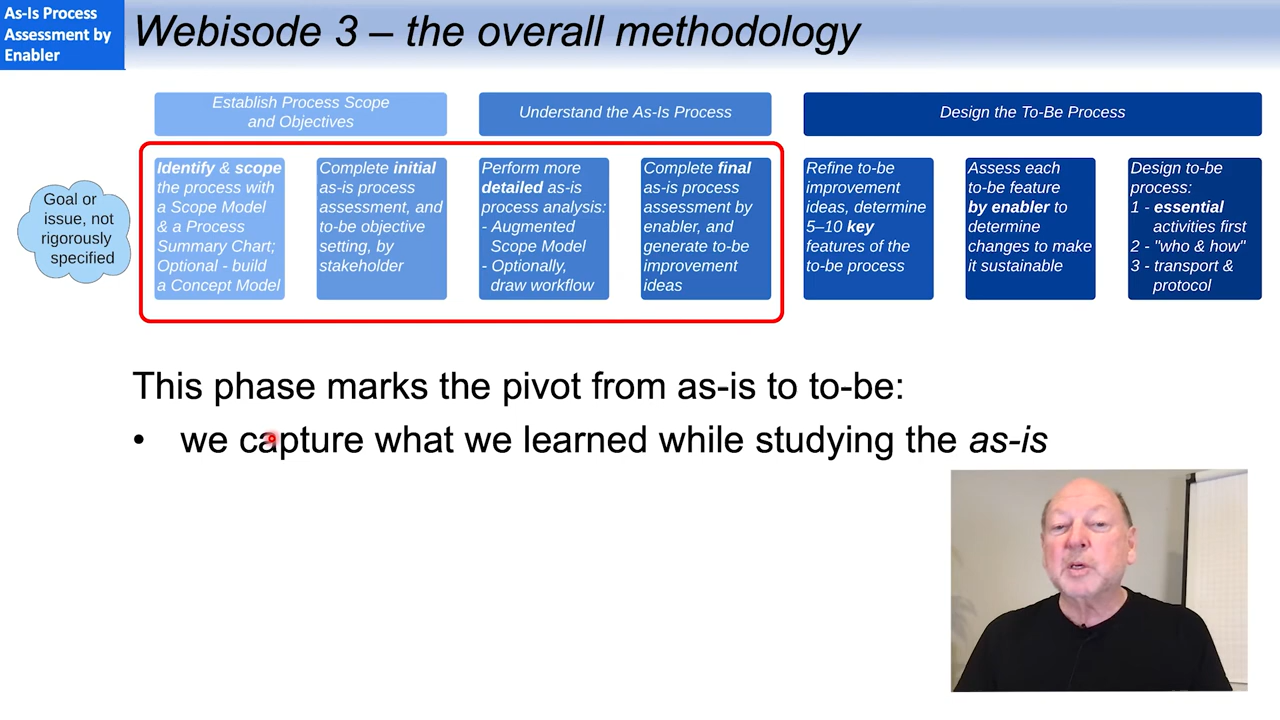 As-Is Process
Assessment by
Enabler
Webisode 3 – the overall methodology
Establish Process Scope
and Objectives
Understand the As-Is Process
Design the To-Be Process
Goal or
issue, not
rigorously
specified
Identify & scope
the process with
a Scope Model
& a Process
Summary Chart;
Optional - build
a Concept Model
Complete initial
as-is process
assessment, and
to-be objective
setting, by
stakeholder
Perform more
detailed as-is
process analysis:
- Augmented
Scope Model
- Optionally,
draw workflow
Complete final
as-is process
assessment by
enabler, and
generate to-be
improvement
ideas
Refine to-be
improvement
ideas, determine
5–10 key
features of the
to-be process
Assess each
to-be feature
by enabler to
determine
changes to make
it sustainable
Design to-be
process:
1 - essential
activities first
2 - "who & how"
3 - transport &
protocol
This phase marks the pivot from as-is to to-be:
• we capture what we learned while studying the as-is